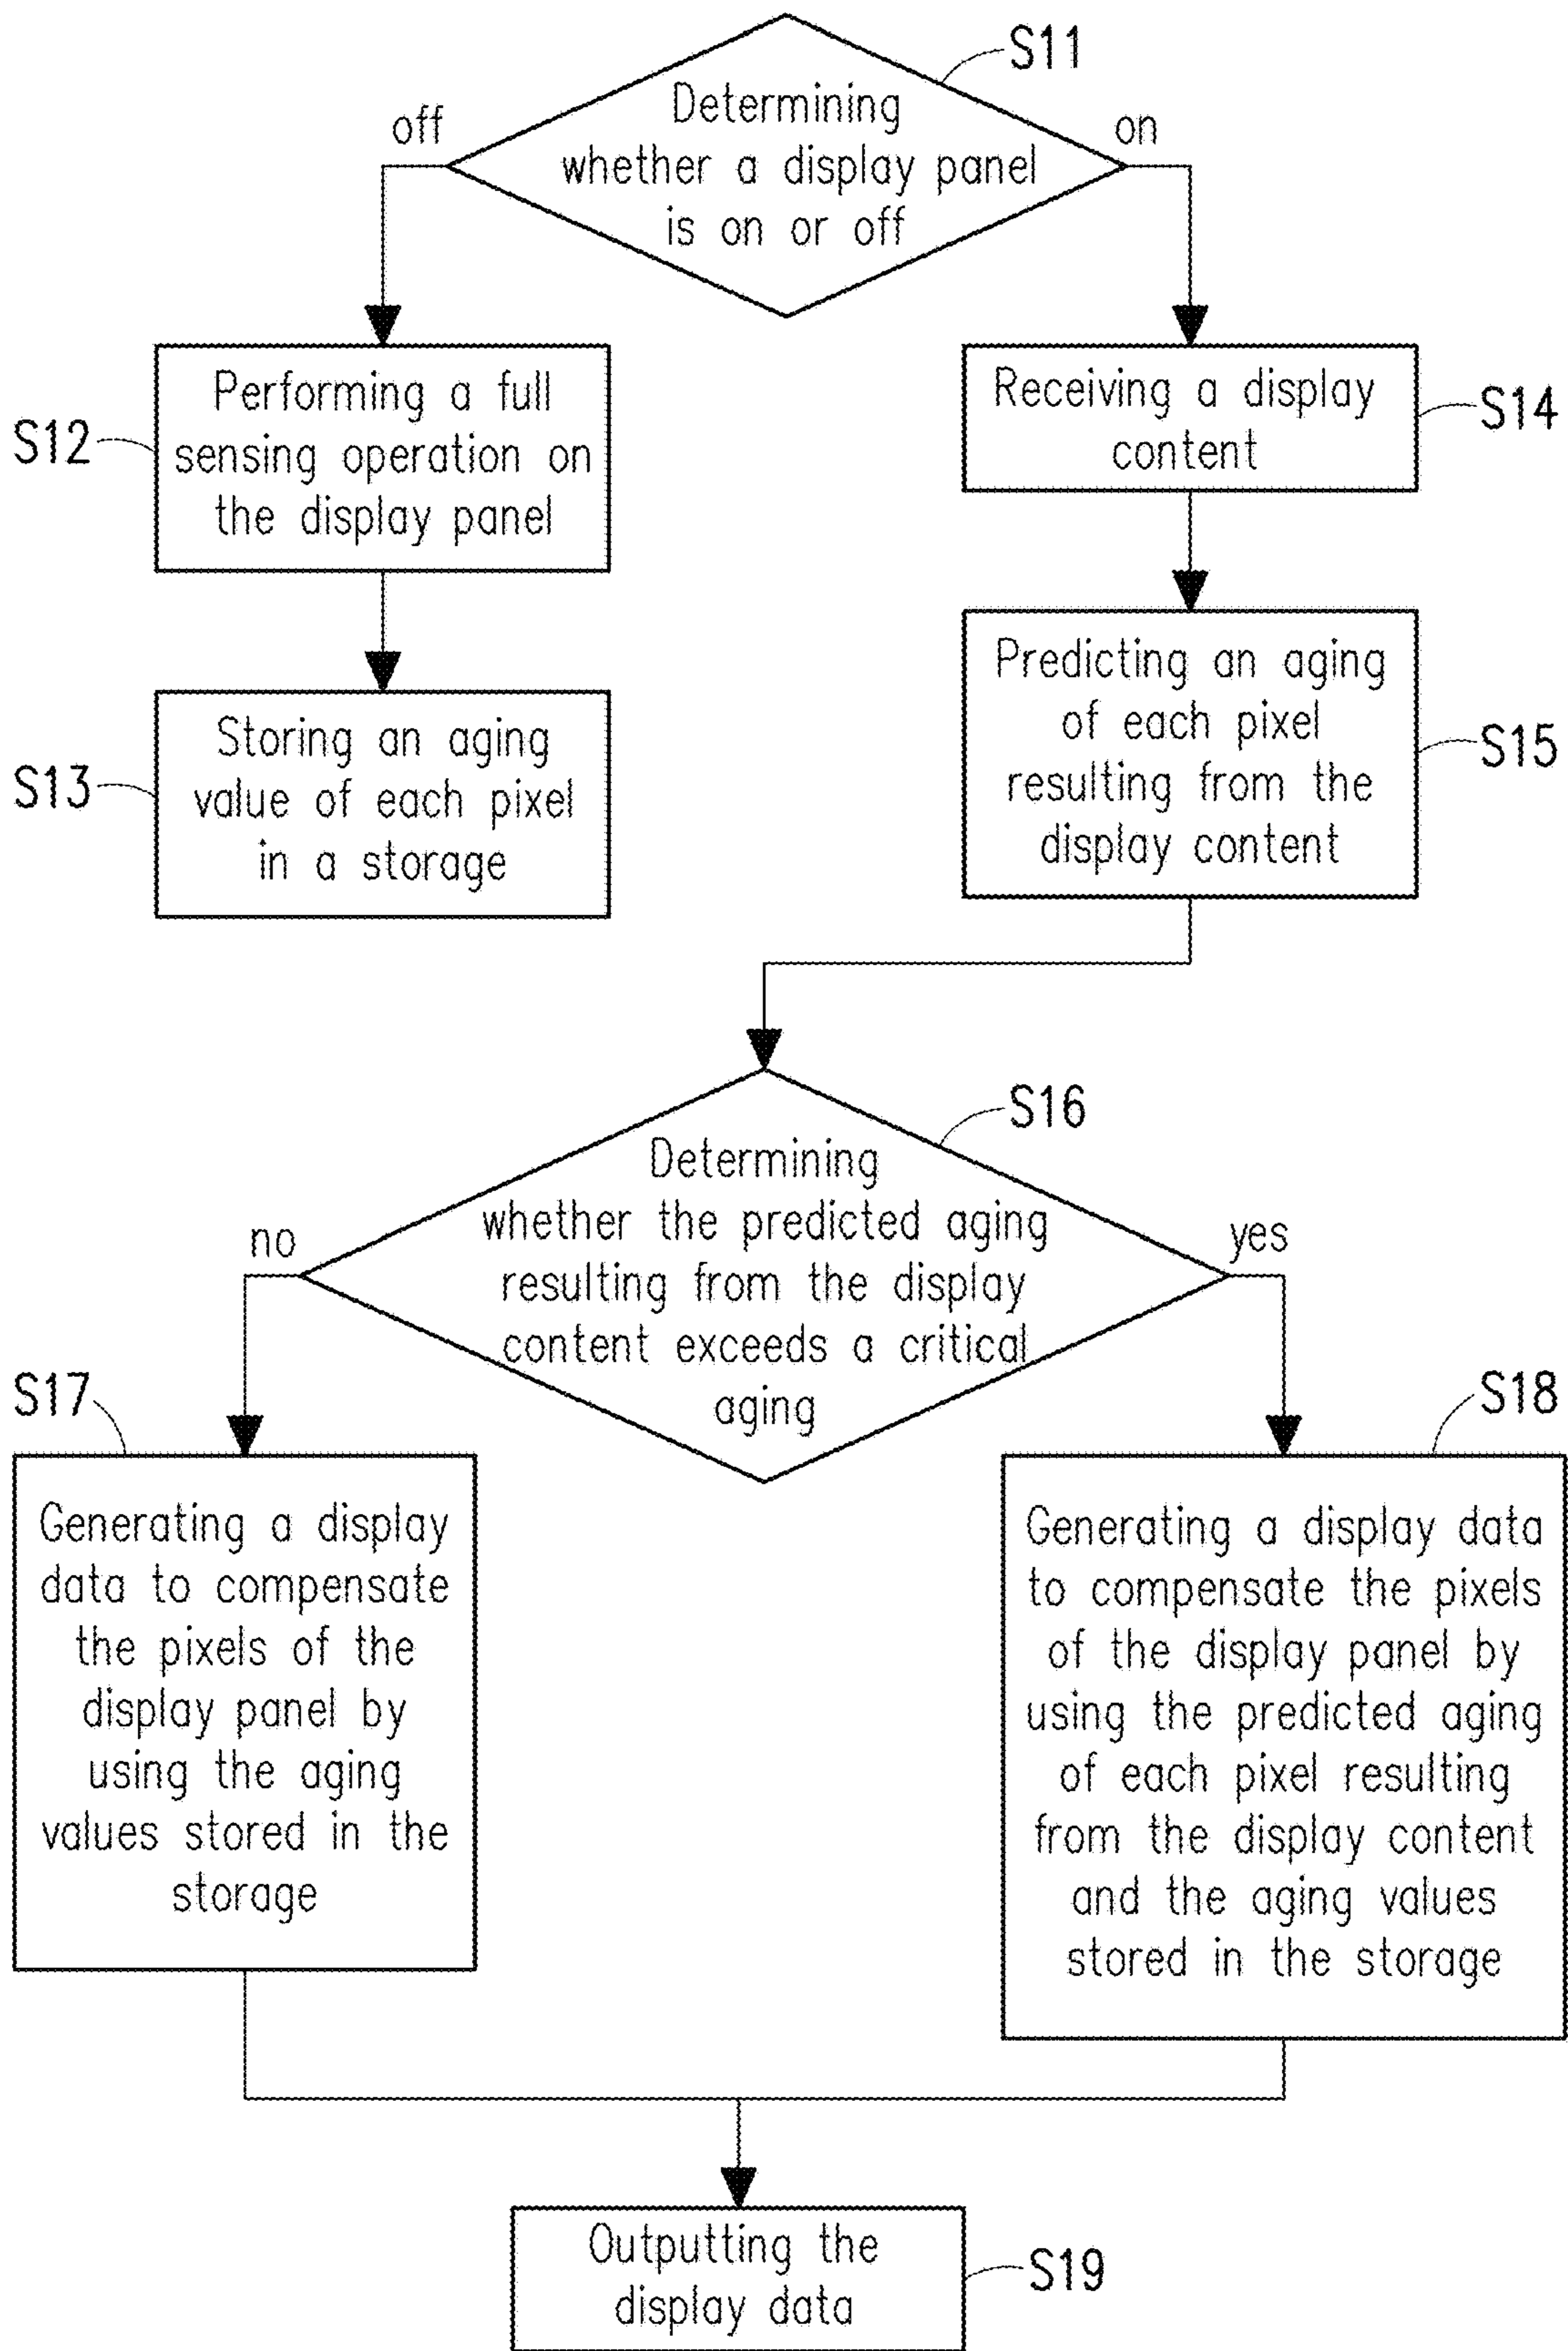 S11
Determining
whether a display panel
is on or off
off
on
S12
Performing a full
sensing operation on
the display panel
S13
Storing an aging
value of each pixel
in a storage
Receiving a display
content
S14
Predicting an aging
of each pixel
resulting from the
display content
S15
S16
Determining
whether the predicted aging
resulting from the display
content exceeds a critical
aging
no
yes
S17
Generating a display
data to compensate
the pixels of the
display panel by
using the aging
values stored in the
storage
S18
Generating a display data
to compensate the pixels
of the display panel by
using the predicted aging
of each pixel resulting
from the display content
and the aging values
stored in the storage
Outputting the
display data
S19